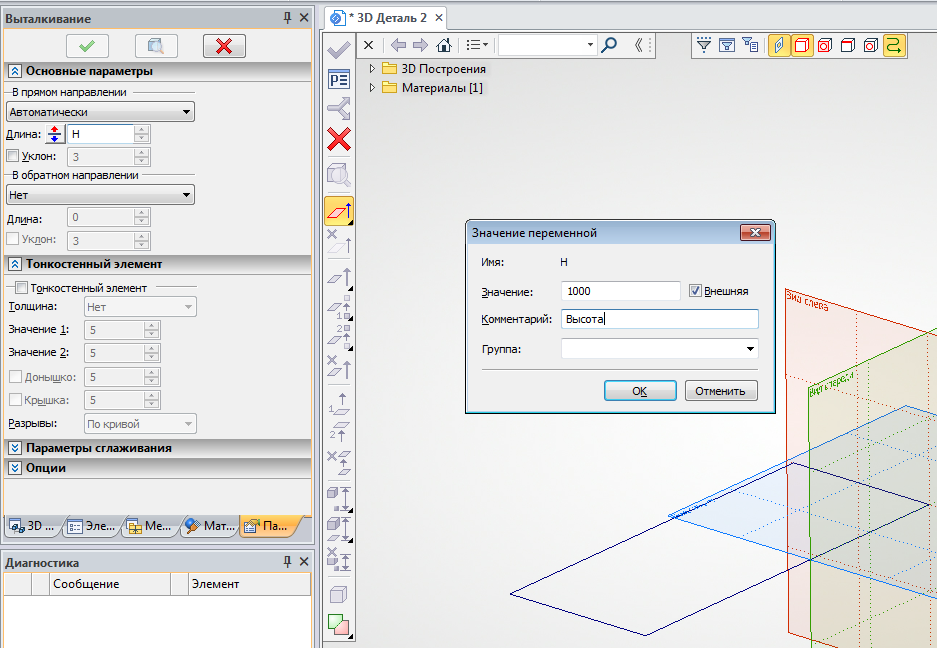 Выталкивание
Основные параметры
В прямом направлении
Автоматически
Длина: H
Уклон: 3
В обратном направлении
Нет
Длина: 0
Уклон: 3
Тонкостенный элемент
Тонкостенный элемент
Толщина: Нет
Значение 1: 5
Значение 2: 5
Донышко: 5
Крышка: 5
Разрывы: По кривой
Параметры сглаживания
Опции
3D ... Эле... Ме... Мат... Па...
Диагностика
Сообщение Элемент
* 3D Деталь 2
3D Построения
Материалы [1]
Значение переменной
Имя: H
Значение: 1000 Внешняя
Комментарий: Высота
Группа:
OK Отменить
Вид слева
Вид спереди